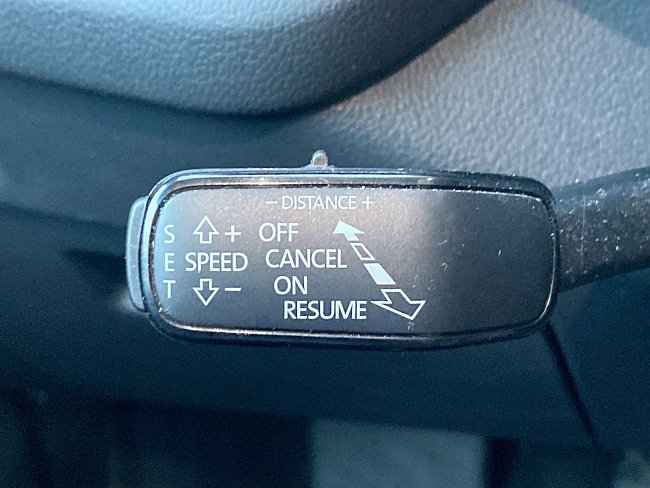 − DISTANCE +
S + OFF
E SPEED CANCEL
T − ON
RESUME